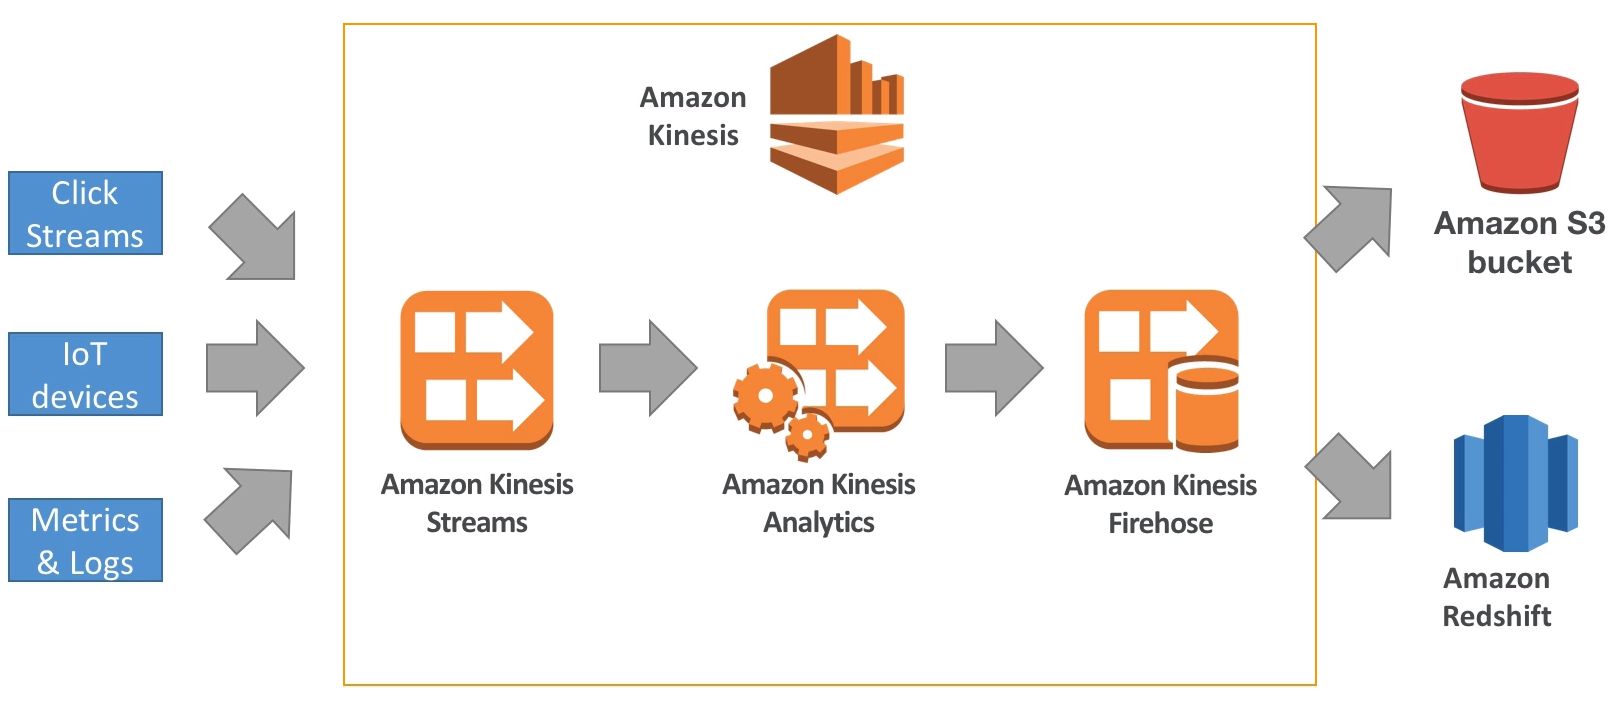 Amazon
Kinesis
Click
Streams
IoT
devices
Metrics
& Logs
Amazon Kinesis
Streams
Amazon Kinesis
Analytics
Amazon Kinesis
Firehose
Amazon S3
bucket
Amazon
Redshift